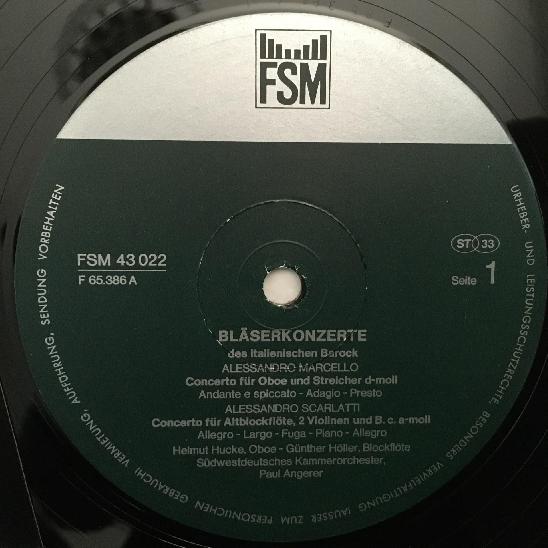 FSM
FSM 43 022
F 65.386 A
ST 33
Seite 1
BLÄSERKONZERTE
des italienischen Barock
ALESSANDRO MARCELLO
Concerto für Oboe und Streicher d-moll
Andante e spiccato - Adagio - Presto
ALESSANDRO SCARLATTI
Concerto für Altblockflöte, 2 Violinen und B. c. a-moll
Allegro - Largo - Fuga - Piano - Allegro
Helmut Hucke, Oboe - Günther Höller, Blockflöte
Südwestdeutsches Kammerorchester,
Paul Angerer
URHEBER- UND LEISTUNGSSCHUTZRECHTE, BESONDERS VERVIELFÄLTIGUNG (AUSSER ZUM PERSÖNLICHEN GEBRAUCH) VERMIETUNG, AUFFÜHRUNG, SENDUNG VORBEHALTEN